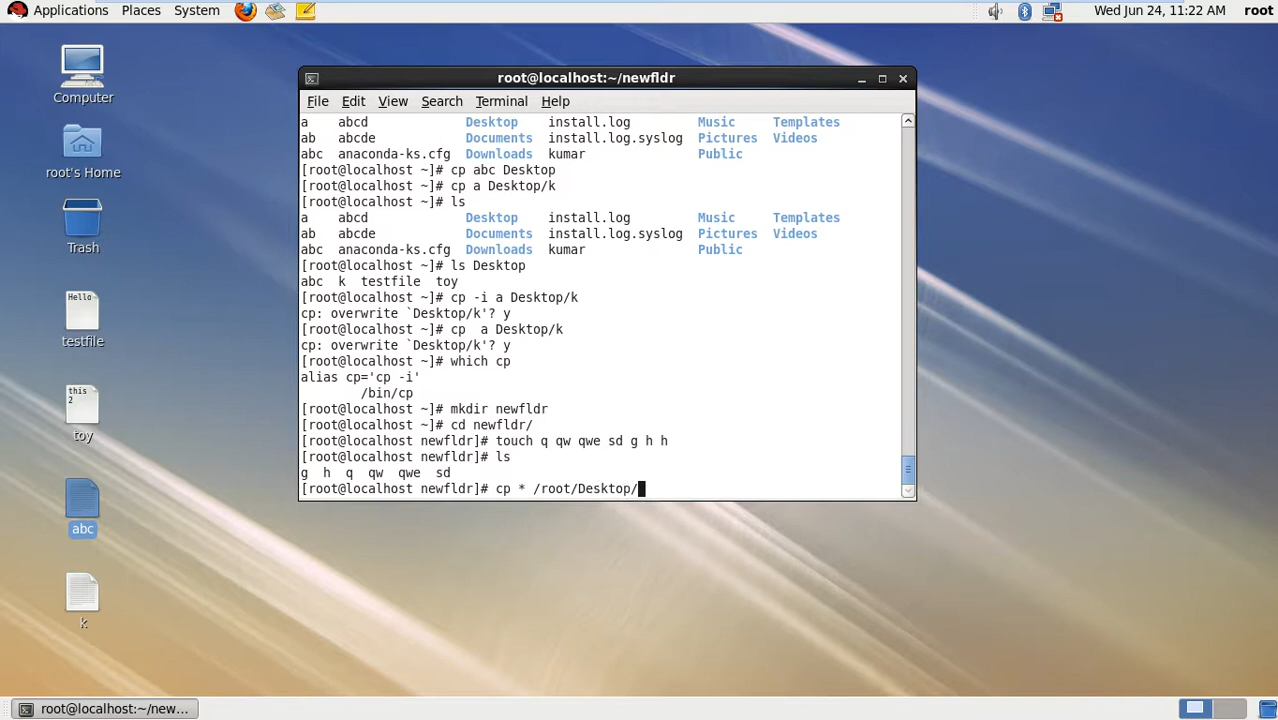 Applications Places System Wed Jun 24, 11:22 AM root
Computer
root's Home
Trash
Hello
testfile
this
2
toy
abc
k
root@localhost:~/newfldr
File Edit View Search Terminal Help
a abcd Desktop install.log Music Templates
ab abcde Documents install.log.syslog Pictures Videos
abc anaconda-ks.cfg Downloads kumar Public
[root@localhost ~]# cp abc Desktop
[root@localhost ~]# cp a Desktop/k
[root@localhost ~]# ls
a abcd Desktop install.log Music Templates
ab abcde Documents install.log.syslog Pictures Videos
abc anaconda-ks.cfg Downloads kumar Public
[root@localhost ~]# ls Desktop
abc k testfile toy
[root@localhost ~]# cp -i a Desktop/k
cp: overwrite `Desktop/k'? y
[root@localhost ~]# cp  a Desktop/k
cp: overwrite `Desktop/k'? y
[root@localhost ~]# which cp
alias cp='cp -i'
/bin/cp
[root@localhost ~]# mkdir newfldr
[root@localhost ~]# cd newfldr/
[root@localhost newfldr]# touch q qw qwe sd g h h
[root@localhost newfldr]# ls
g h q qw qwe sd
[root@localhost newfldr]# cp * /root/Desktop/
root@localhost:~/new...